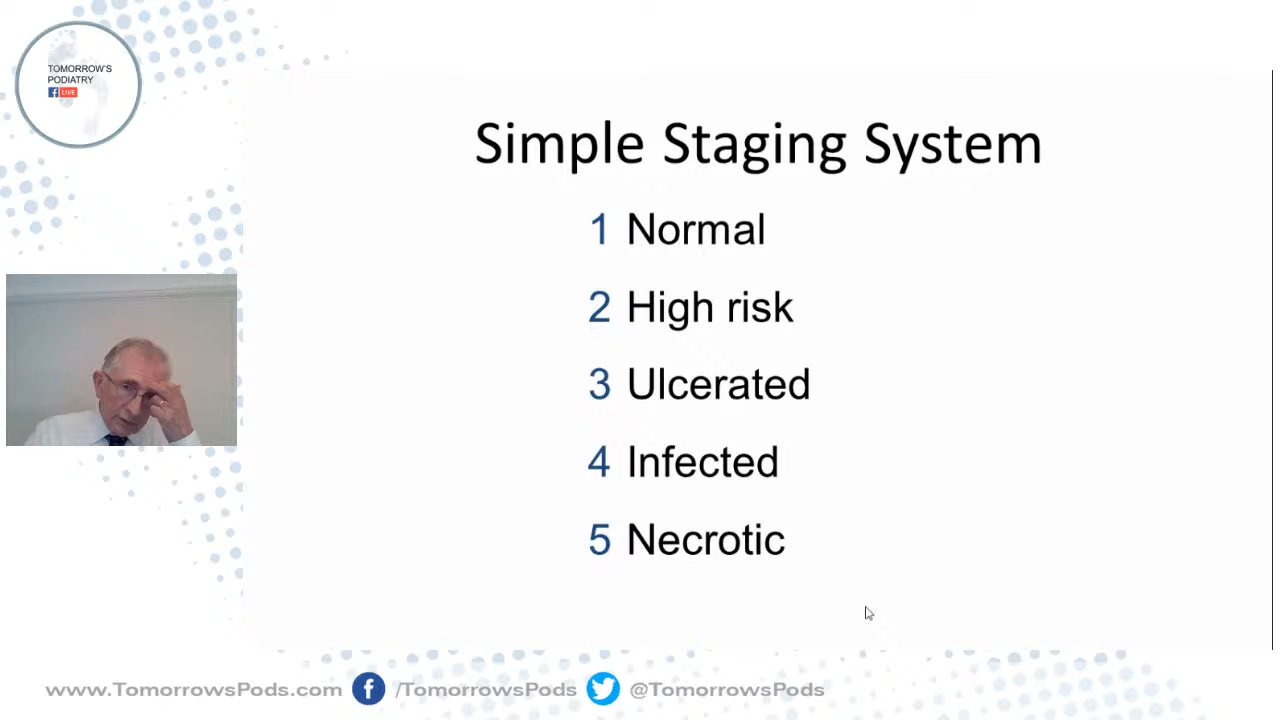 TOMORROW'S
PODIATRY
f LIVE
Simple Staging System
1 Normal
2 High risk
3 Ulcerated
4 Infected
5 Necrotic
www.TomorrowsPods.com f /TomorrowsPods @TomorrowsPods